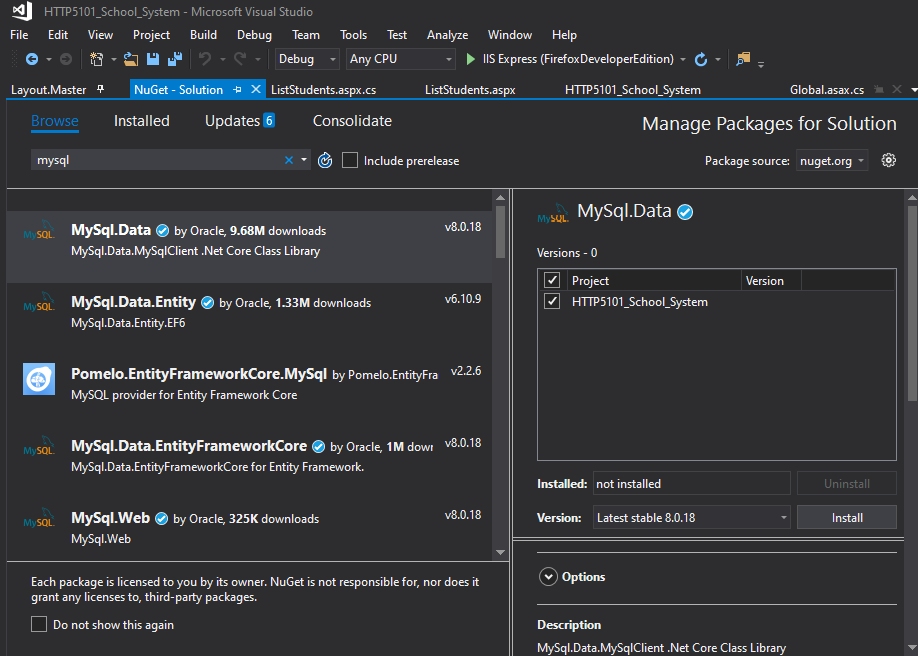 HTTP5101_School_System - Microsoft Visual Studio
File Edit View Project Build Debug Team Tools Test Analyze Window Help
Debug Any CPU IIS Express (FirefoxDeveloperEdition)
Layout.Master NuGet - Solution ListStudents.aspx.cs ListStudents.aspx HTTP5101_School_System Global.asax.cs
Browse Installed Updates 6 Consolidate
Manage Packages for Solution
mysql Include prerelease
Package source: nuget.org
MySQL.
MySql.Data by Oracle, 9.68M downloads v8.0.18
MySql.Data.MySqlClient .Net Core Class Library
MySQL.
MySql.Data.Entity by Oracle, 1.33M downloads v6.10.9
MySql.Data.Entity.EF6
Pomelo.EntityFrameworkCore.MySql by Pomelo.EntityFra v2.2.6
MySQL provider for Entity Framework Core
MySQL.
MySql.Data.EntityFrameworkCore by Oracle, 1M down v8.0.18
MySql.Data.EntityFrameworkCore for Entity Framework.
MySQL.
MySql.Web by Oracle, 325K downloads v8.0.18
MySql.Web
Each package is licensed to you by its owner. NuGet is not responsible for, nor does it
grant any licenses to, third-party packages.
Do not show this again
MySQL.
MySql.Data
Versions - 0
Project Version
HTTP5101_School_System
Installed: not installed Uninstall
Version: Latest stable 8.0.18 Install
Options
Description
MySql.Data.MySqlClient .Net Core Class Library